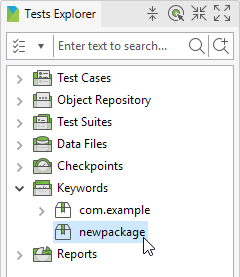 Tests Explorer
Enter text to search...
Test Cases
Object Repository
Test Suites
Data Files
Checkpoints
Keywords
com.example
newpackage
Reports